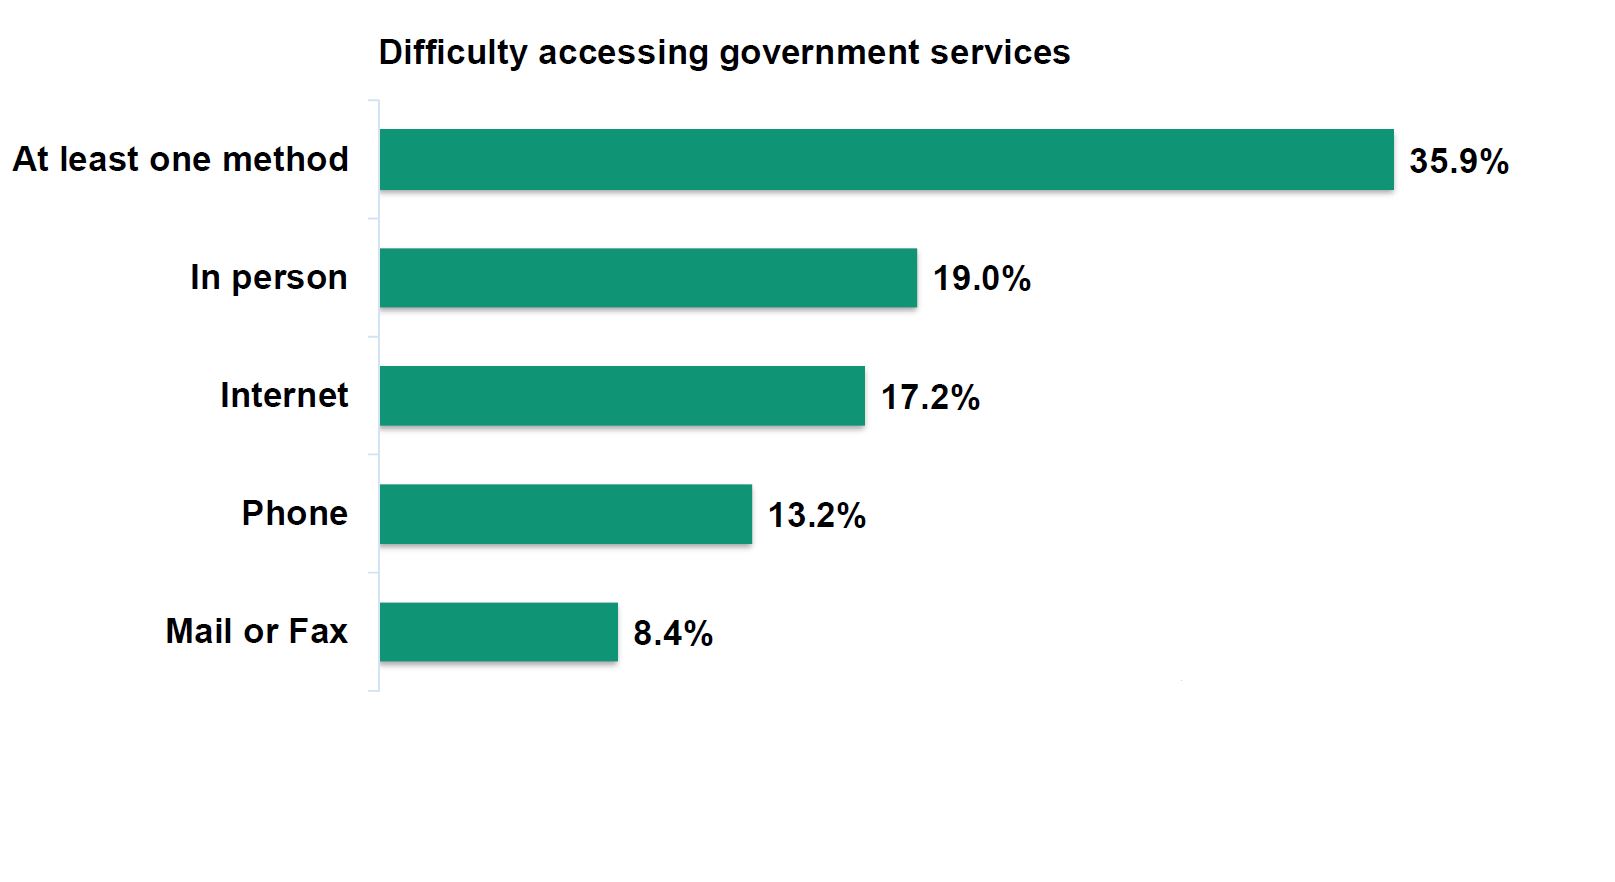 Difficulty accessing government services
At least one method 35.9%
In person 19.0%
Internet 17.2%
Phone 13.2%
Mail or Fax 8.4%